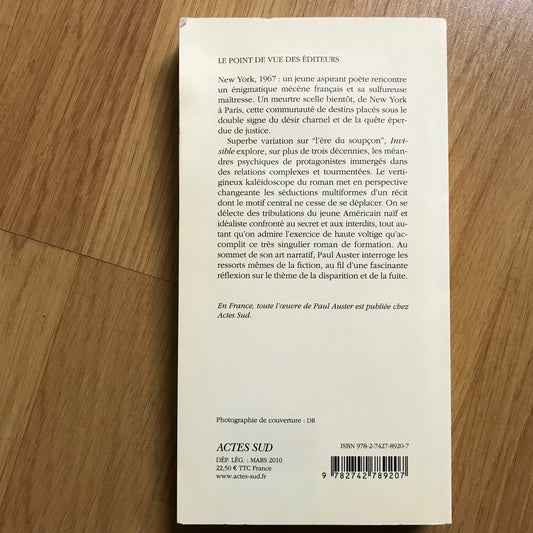 LE POINT DE VUE DES ÉDITEURS
New York, 1967 : un jeune aspirant poète rencontre
un énigmatique mécène français et sa sulfureuse
maîtresse. Un meurtre scelle bientôt, de New York
à Paris, cette communauté de destins placés sous le
double signe du désir charnel et de la quête éper-
due de justice.
Superbe variation sur "l'ère du soupçon", Invi-
sible explore, sur plus de trois décennies, les méan-
dres psychiques de protagonistes immergés dans
des relations complexes et tourmentées. Le verti-
gineux kaléidoscope du roman met en perspective
changeante les séductions multiformes d'un récit
dont le motif central ne cesse de se déplacer. On se
délecte des tribulations du jeune Américain naïf et
idéaliste confronté au secret et aux interdits, tout au-
tant qu'on admire l'exercice de haute voltige qu'ac-
complit ce très singulier roman de formation. Au
sommet de son art narratif, Paul Auster interroge les
ressorts mêmes de la fiction, au fil d'une fascinante
réflexion sur le thème de la disparition et de la fuite.
En France, toute l'œuvre de Paul Auster est publiée chez
Actes Sud.
Photographie de couverture : DR
ACTES SUD
DÉP. LÉG. : MARS 2010
22,50 € TTC France
www.actes-sud.fr
ISBN 978-2-7427-8920-7
9 782742 789207